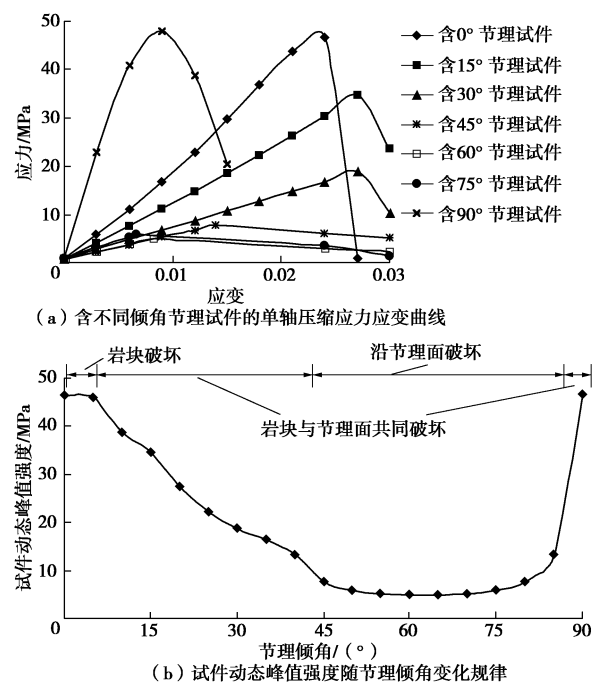 50
40
30
20
10
0
应力/MPa
0.01
0.02
0.03
应变
含0° 节理试件
含15° 节理试件
含30° 节理试件
含45° 节理试件
含60° 节理试件
含75° 节理试件
含90° 节理试件
（a）含不同倾角节理试件的单轴压缩应力应变曲线
岩块破坏
沿节理面破坏
岩块与节理面共同破坏
50
40
30
20
10
0
试件动态峰值强度/MPa
0
15
30
45
60
75
90
节理倾角/（°）
（b）试件动态峰值强度随节理倾角变化规律